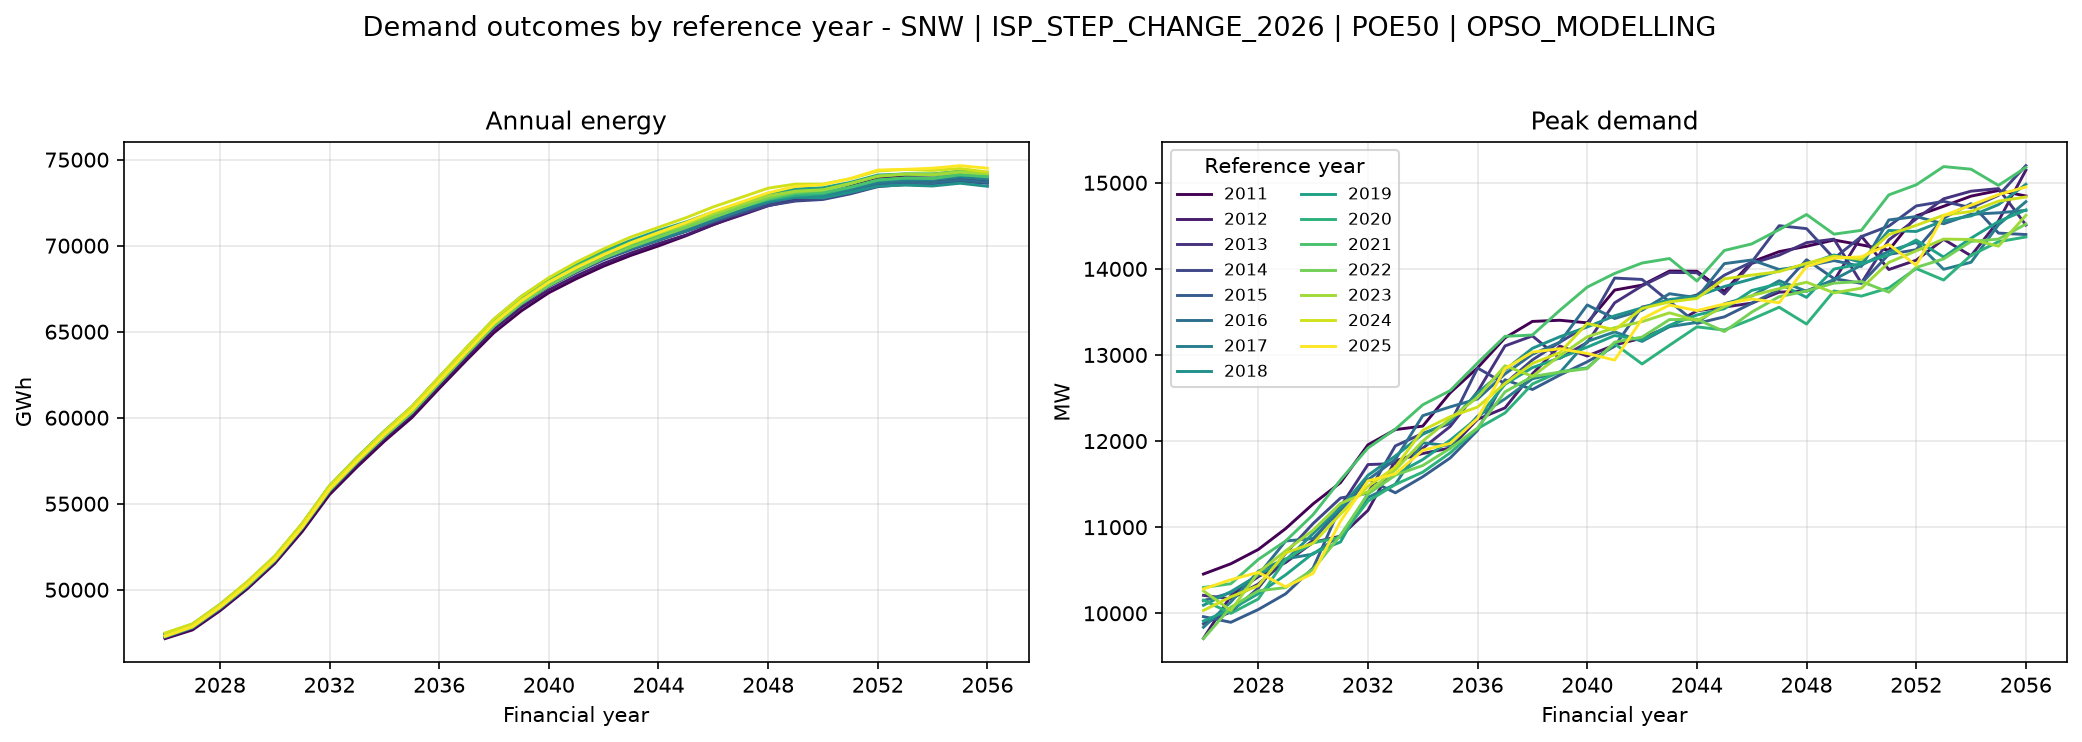 Demand outcomes by reference year - SNW | ISP_STEP_CHANGE_2026 | POE50 | OPSO_MODELLING
Annual energy
75000
70000
65000
60000
55000
50000
GWh
2028 2032 2036 2040 2044 2048 2052 2056
Financial year
Peak demand
15000
14000
13000
12000
11000
10000
MW
Reference year
2011 2019
2012 2020
2013 2021
2014 2022
2015 2023
2016 2024
2017 2025
2018
2028 2032 2036 2040 2044 2048 2052 2056
Financial year